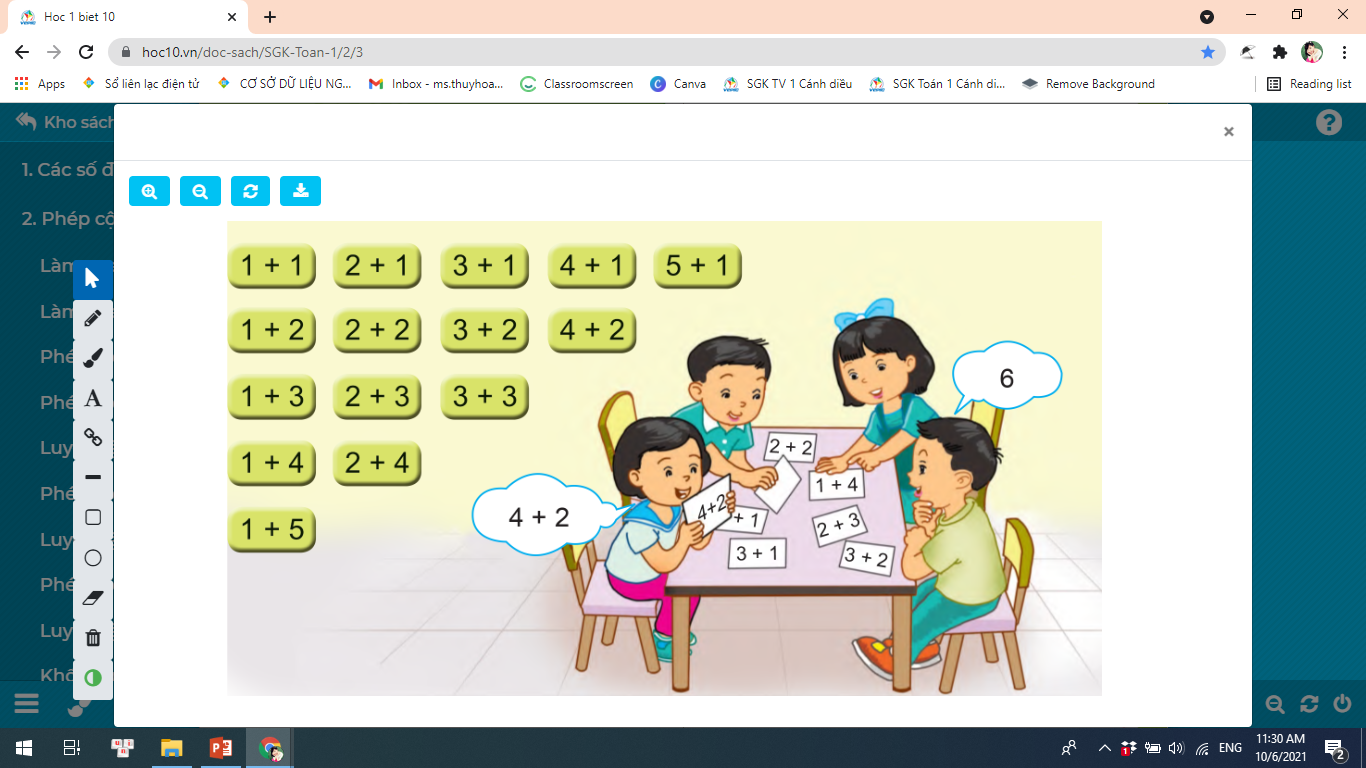 Hoc 1 biet 10
hoc10.vn/doc-sach/SGK-Toan-1/2/3
Apps Sổ liên lạc điện tử CƠ SỞ DỮ LIỆU NG... Inbox - ms.thuyhoa... Classroomscreen Canva SGK TV 1 Cánh diều SGK Toán 1 Cánh di... Remove Background Reading list
Kho sách
1. Các số đ
2. Phép cộ
Làm
Làm
Phé
Phé
Luy
Phé
Luy
Phé
Luy
Khô
A
1 + 1 2 + 1 3 + 1 4 + 1 5 + 1
1 + 2 2 + 2 3 + 2 4 + 2
1 + 3 2 + 3 3 + 3
1 + 4 2 + 4
1 + 5
6
4 + 2
2 + 2
1 + 4
4+2
+ 1
2 + 3
3 + 1
3 + 2
ENG
11:30 AM
10/6/2021
2